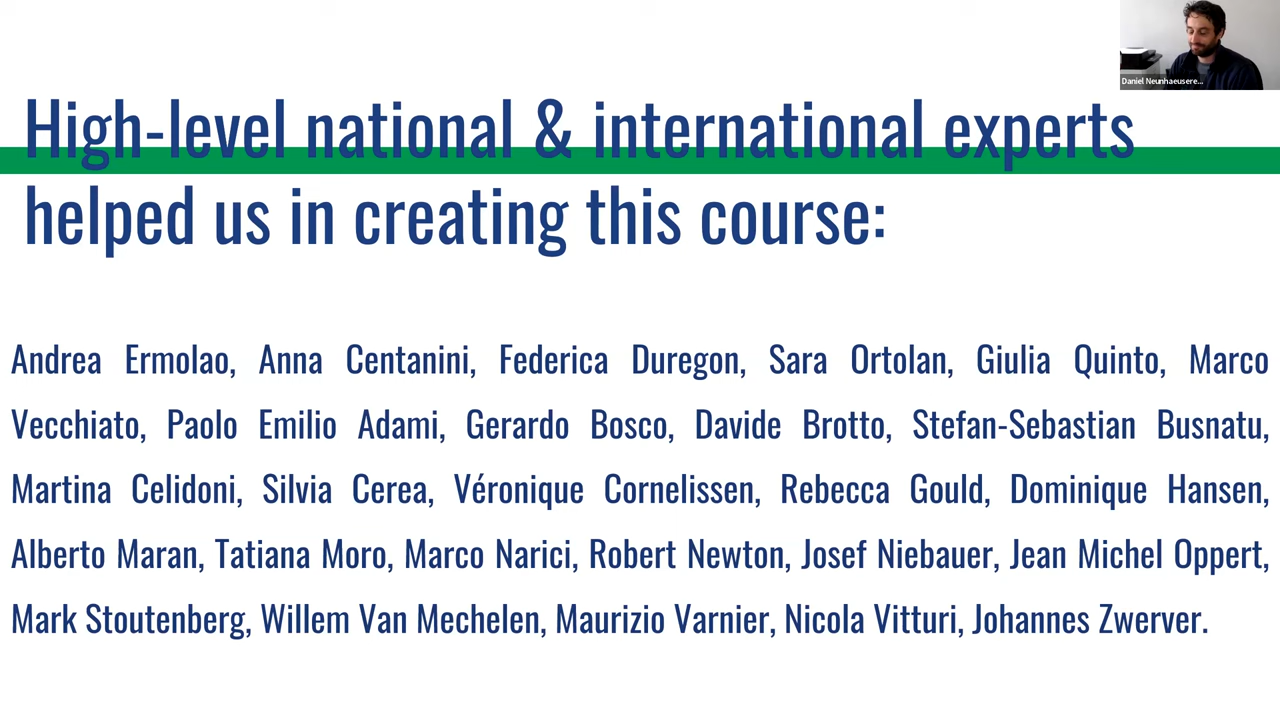 Daniel Neunhaeusere...
High-level national & international experts
helped us in creating this course:
Andrea Ermolao, Anna Centanini, Federica Duregon, Sara Ortolan, Giulia Quinto, Marco
Vecchiato, Paolo Emilio Adami, Gerardo Bosco, Davide Brotto, Stefan-Sebastian Busnatu,
Martina Celidoni, Silvia Cerea, Véronique Cornelissen, Rebecca Gould, Dominique Hansen,
Alberto Maran, Tatiana Moro, Marco Narici, Robert Newton, Josef Niebauer, Jean Michel Oppert,
Mark Stoutenberg, Willem Van Mechelen, Maurizio Varnier, Nicola Vitturi, Johannes Zwerver.